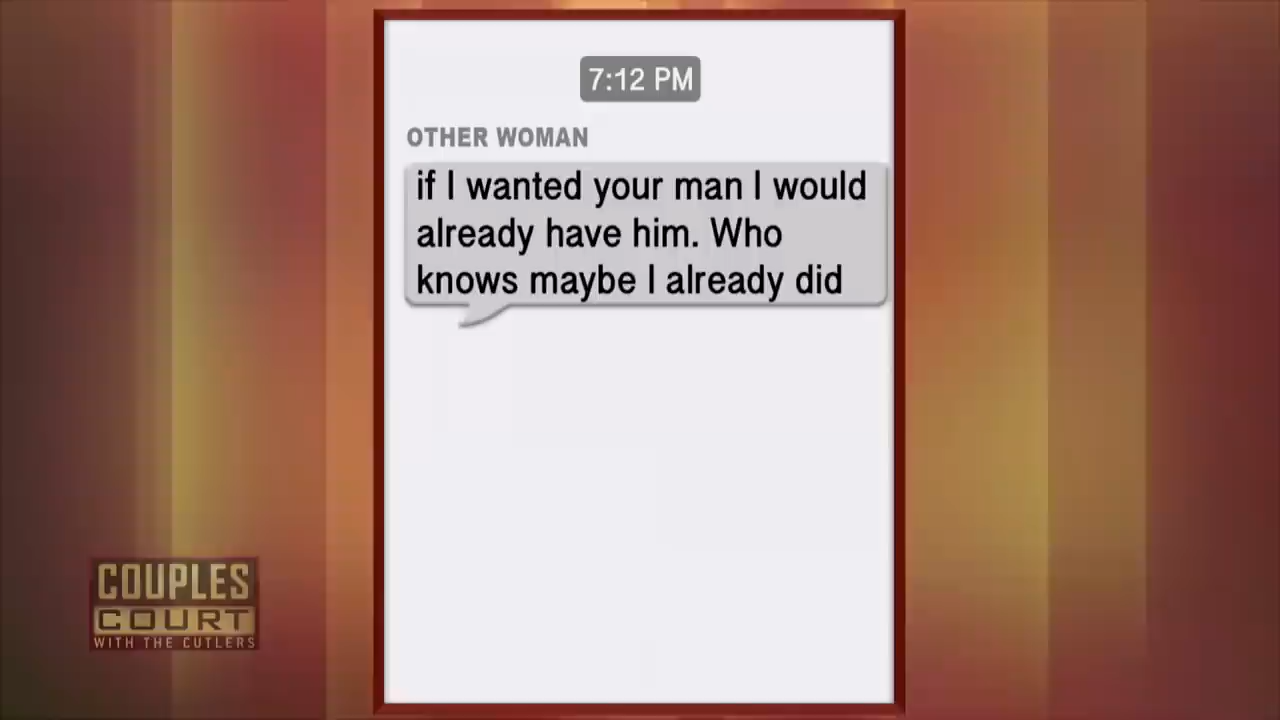 7:12 PM
OTHER WOMAN
if I wanted your man I would
already have him. Who
knows maybe I already did
COUPLES
COURT
WITH THE CUTLERS